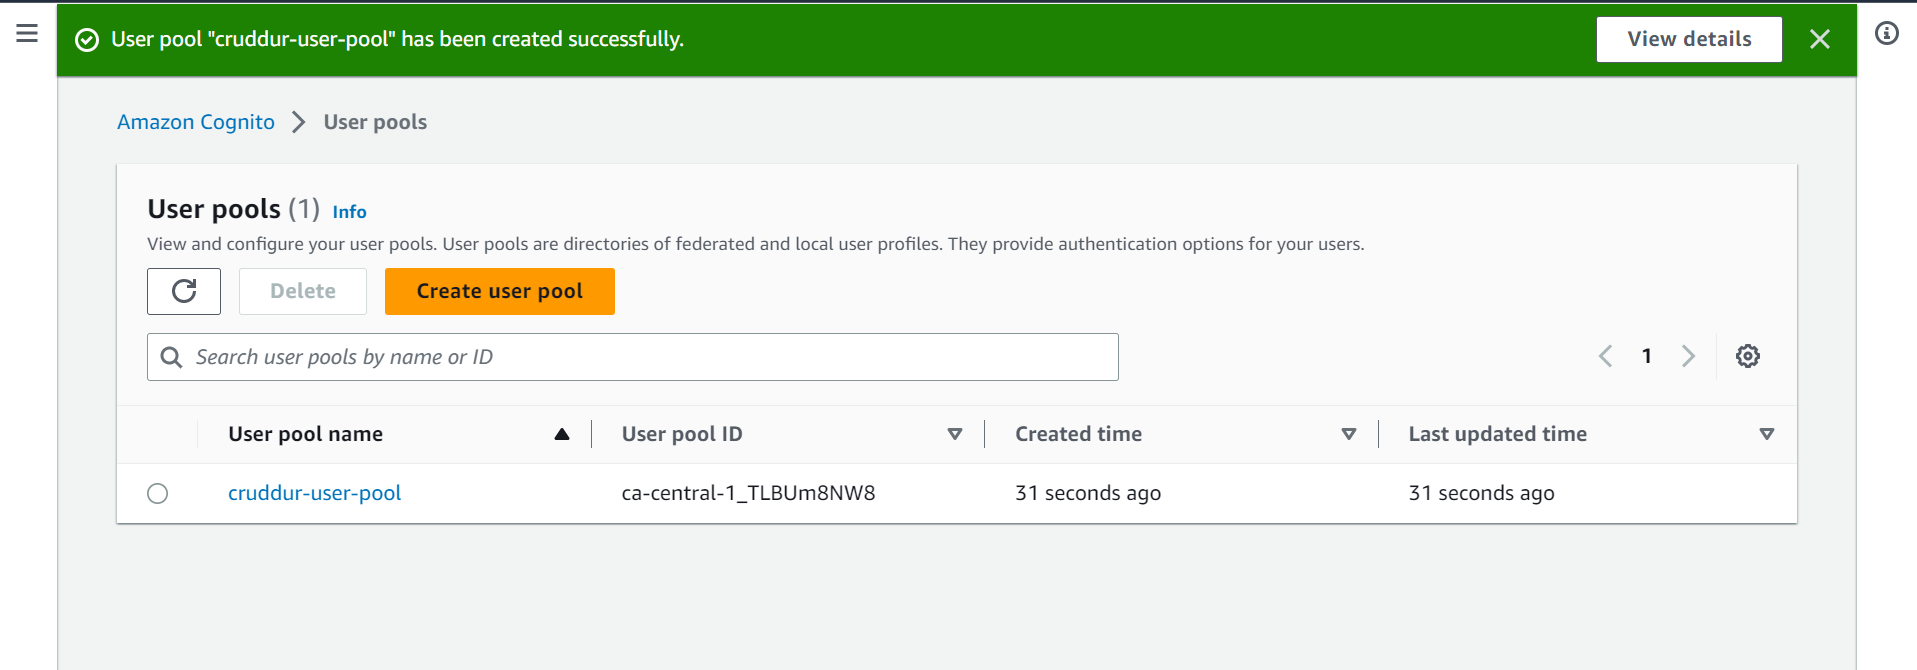 User pool "cruddur-user-pool" has been created successfully.
View details
Amazon Cognito
User pools
User pools (1) Info
View and configure your user pools. User pools are directories of federated and local user profiles. They provide authentication options for your users.
Delete
Create user pool
Search user pools by name or ID
1
User pool name
User pool ID
Created time
Last updated time
cruddur-user-pool
ca-central-1_TLBUm8NW8
31 seconds ago
31 seconds ago